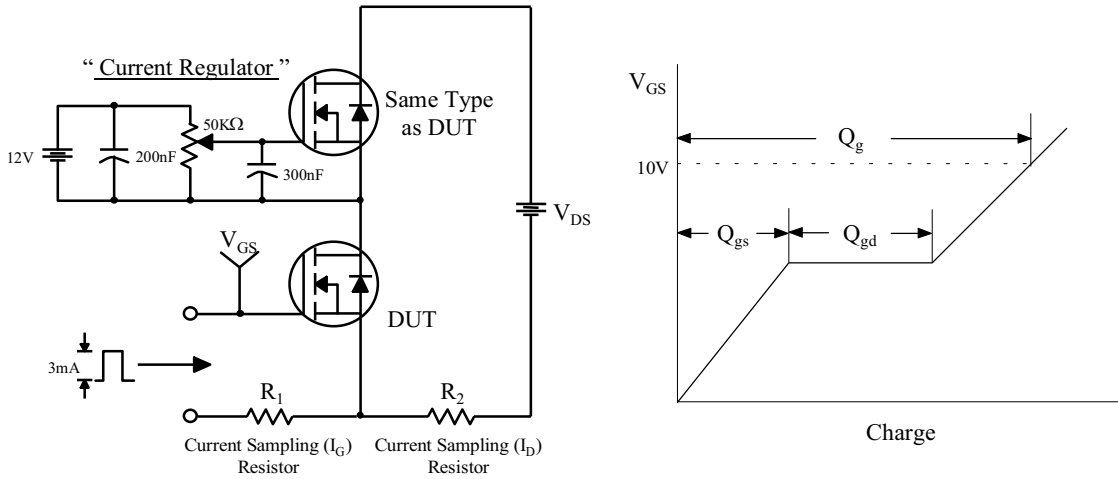 “ Current Regulator ”
Same Type
as DUT
50KΩ
12V
200nF
300nF
V_GS
V_DS
DUT
3mA
R_1
R_2
Current Sampling (I_G)
Resistor
Current Sampling (I_D)
Resistor
V_GS
Q_g
10V
Q_gs
Q_gd
Charge